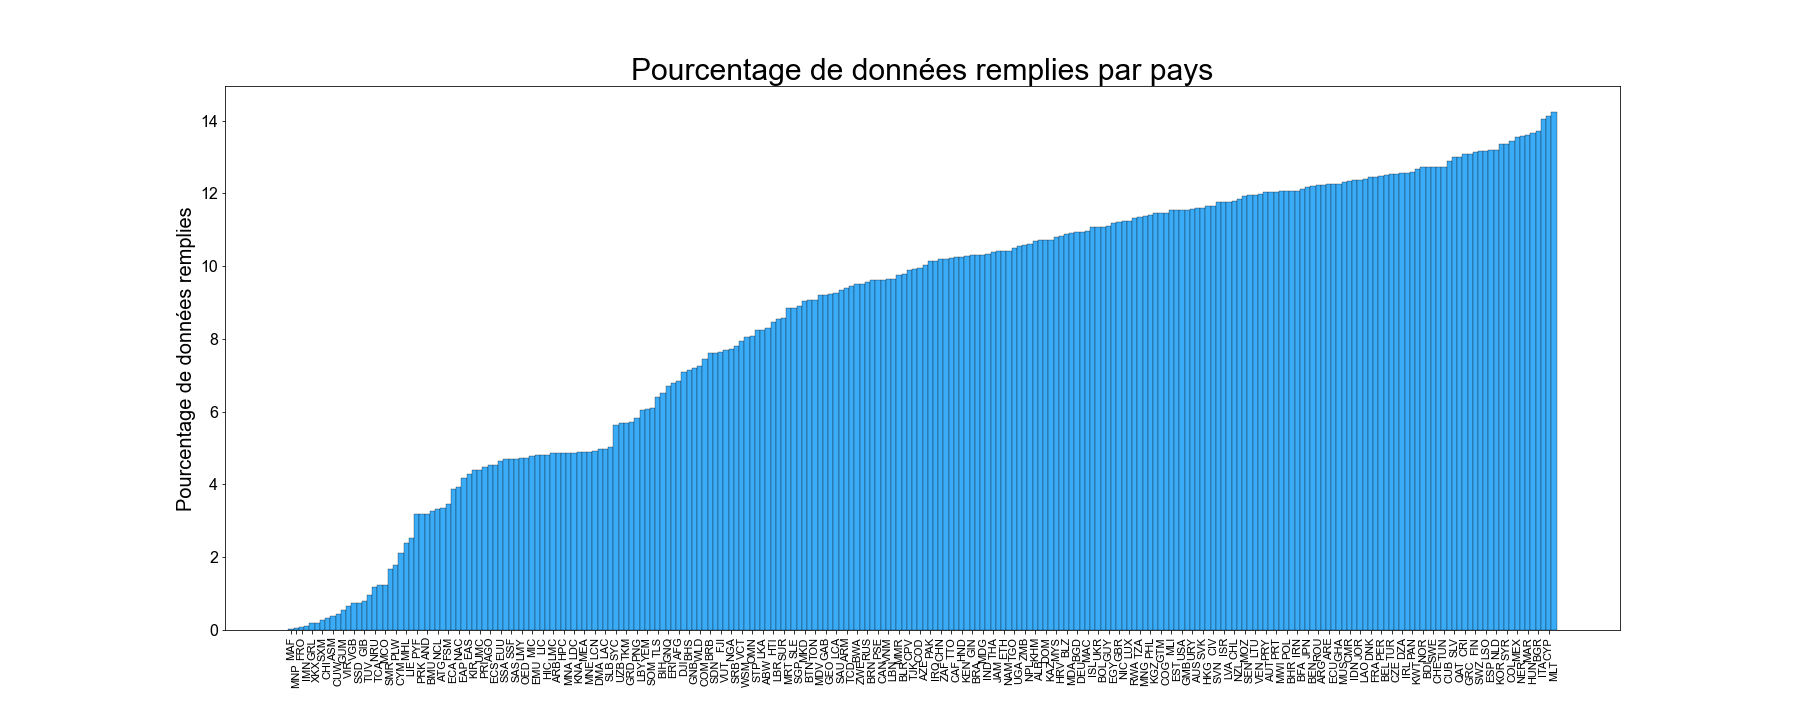 Pourcentage de données remplies par pays
Pourcentage de données remplies
14
12
10
8
6
4
2
0
MAF
MNP
FRO
IMN
GRL
XKX
SXM
CHI
ASM
CUW
GUM
VIR
VGB
SSD
GIB
TUV
NRU
TCA
MCO
SMR
PLW
CYM
MHL
LIE
PYF
PRK
AND
BMU
NCL
ATG
FSM
ECA
NAC
EAP
EAS
KIR
JMC
PRI
AGO
ECS
EUU
SSA
SSF
SAS
LMY
OED
MIC
EMU
LIC
HIC
LMC
ARB
HPC
MNA
LDC
KNA
MEA
MNE
LCN
DMA
LAC
SLB
SYC
UZB
TKM
GRD
PNG
LBY
YEM
SOM
TLS
BIH
GNQ
ERI
AFG
DJI
BHS
GNB
WLD
COM
BRB
SDN
FJI
VUT
NGA
SRB
VCT
WSM
OMN
STP
LKA
ABW
HTI
LBR
SUR
MRT
SLE
SGP
MKD
BTN
TON
MDV
GAB
GEO
LCA
SAU
ARM
TCD
BWA
ZWE
RUS
BRN
PSE
CAN
VNM
LBN
MMR
BLR
CPV
TJK
COD
AZE
PAK
IRQ
CHN
ZAF
TTO
CAF
HND
KEN
GIN
BRA
MDG
IND
THA
JAM
ETH
NAM
TGO
UGA
ZMB
NPL
KHM
ALB
DOM
KAZ
MYS
HRV
BLZ
MDA
BGD
DEU
MAC
ISL
UKR
BOL
GUY
EGY
GBR
NIC
LUX
RWA
TZA
MNG
PHL
KGZ
GTM
COG
MLI
EST
USA
GMB
URY
AUS
SVK
HKG
CIV
SVN
ISR
LVA
CHL
NZL
MOZ
SEN
LTU
VEN
PRY
AUT
PRT
MWI
POL
BHR
IRN
BFA
JPN
BEN
ROU
ARG
ARE
ECU
GHA
MUS
CMR
IDN
JOR
LAO
DNK
FRA
PER
BEL
TUR
CZE
DZA
IRL
PAN
KWT
NOR
BDI
SWE
CHE
TUN
CUB
SLV
QAT
CRI
GRC
FIN
SWZ
LSO
ESP
NLD
KOR
SYR
COL
MEX
NER
MAR
HUN
BGR
ITA
CYP
MLT